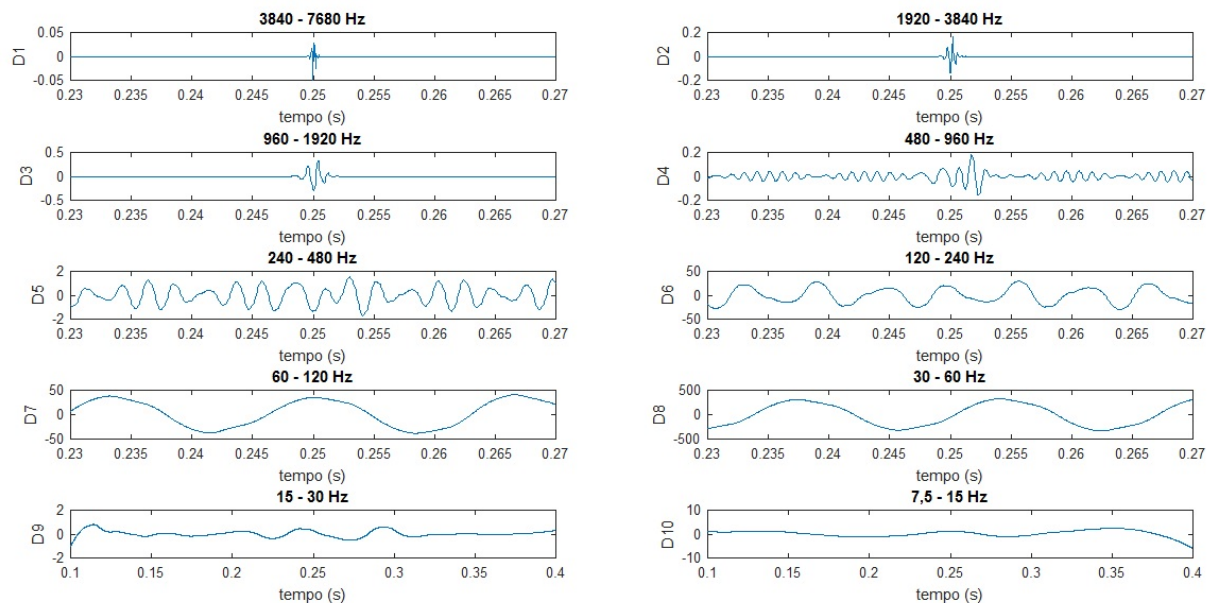 3840 - 7680 Hz
D1
0.05
0
-0.05
0.23 0.235 0.24 0.245 0.25 0.255 0.26 0.265 0.27
tempo (s)
1920 - 3840 Hz
D2
0.2
0
-0.2
0.23 0.235 0.24 0.245 0.25 0.255 0.26 0.265 0.27
tempo (s)
960 - 1920 Hz
D3
0.5
0
-0.5
0.23 0.235 0.24 0.245 0.25 0.255 0.26 0.265 0.27
tempo (s)
480 - 960 Hz
D4
0.2
0
-0.2
0.23 0.235 0.24 0.245 0.25 0.255 0.26 0.265 0.27
tempo (s)
240 - 480 Hz
D5
2
0
-2
0.23 0.235 0.24 0.245 0.25 0.255 0.26 0.265 0.27
tempo (s)
120 - 240 Hz
D6
50
0
-50
0.23 0.235 0.24 0.245 0.25 0.255 0.26 0.265 0.27
tempo (s)
60 - 120 Hz
D7
50
0
-50
0.23 0.235 0.24 0.245 0.25 0.255 0.26 0.265 0.27
tempo (s)
30 - 60 Hz
D8
500
0
-500
0.23 0.235 0.24 0.245 0.25 0.255 0.26 0.265 0.27
tempo (s)
15 - 30 Hz
D9
2
0
-2
0.1 0.15 0.2 0.25 0.3 0.35 0.4
tempo (s)
7,5 - 15 Hz
D10
10
0
-10
0.1 0.15 0.2 0.25 0.3 0.35 0.4
tempo (s)